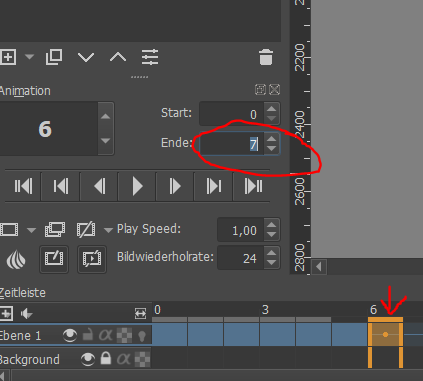 2200
Animation
Start: 0
6
2400
Ende: 7
2600
Play Speed: 1,00
Bildwiederholrate: 24
2800
Zeitleiste
0 3 6
Ebene 1
Background